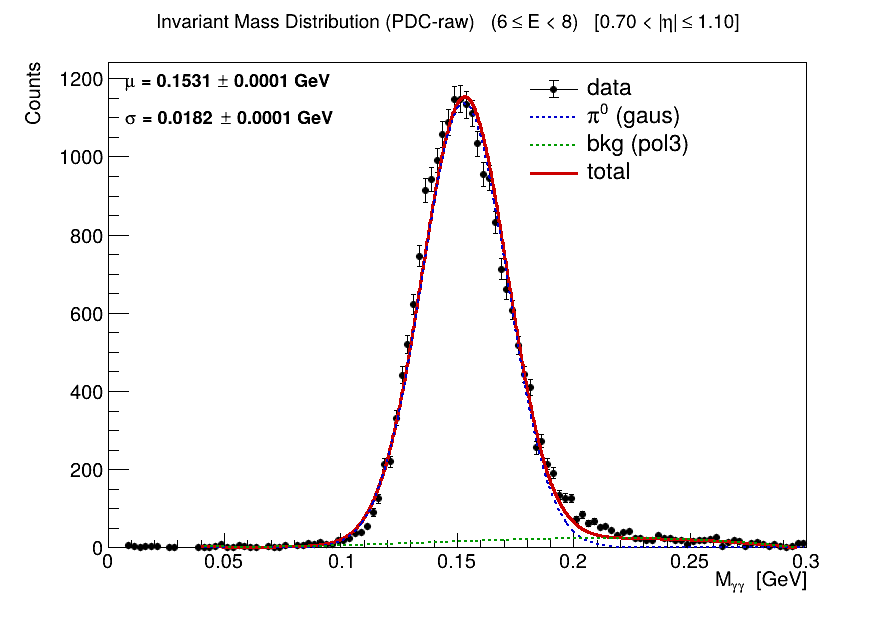 Invariant Mass Distribution (PDC-raw) (6 ≤ E < 8) [0.70 < |η| ≤ 1.10]
Counts
μ = 0.1531 ± 0.0001 GeV
σ = 0.0182 ± 0.0001 GeV
data
π⁰ (gaus)
bkg (pol3)
total
1200
1000
800
600
400
200
0
0 0.05 0.1 0.15 0.2 0.25 0.3
Mγγ [GeV]